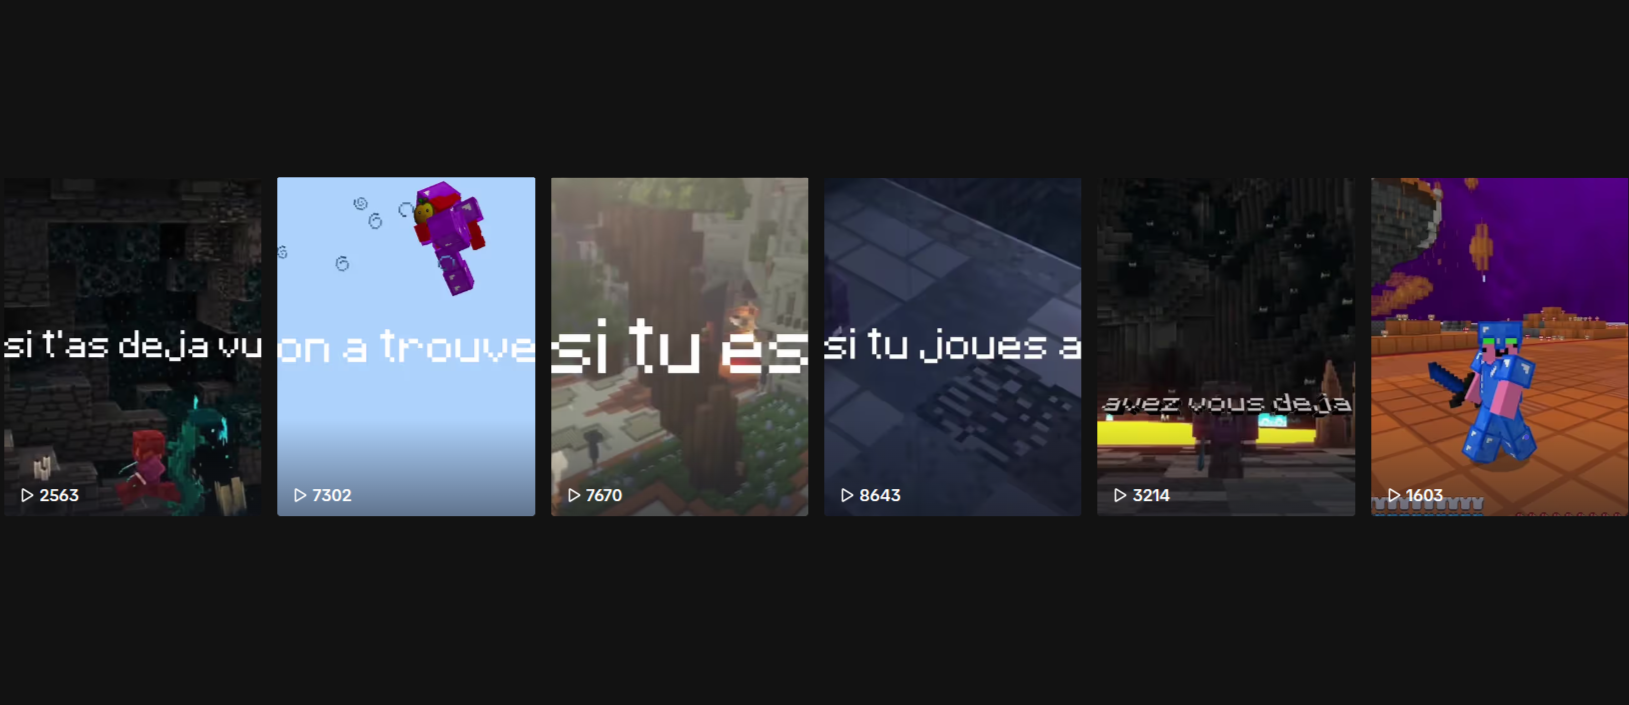 si t'as deja vu
on a trouve
si tu es
si tu joues a
avez vous deja
2563
7302
7670
8643
3214
1603